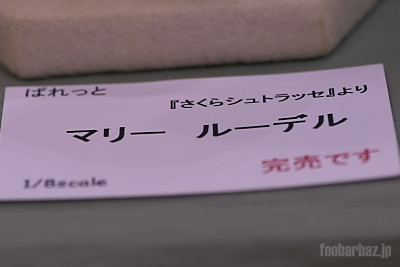 ぱれっと
『さくらシュトラッセ』より
マリー ルーデル
完売です
1/8scale
foobarbaz.jp